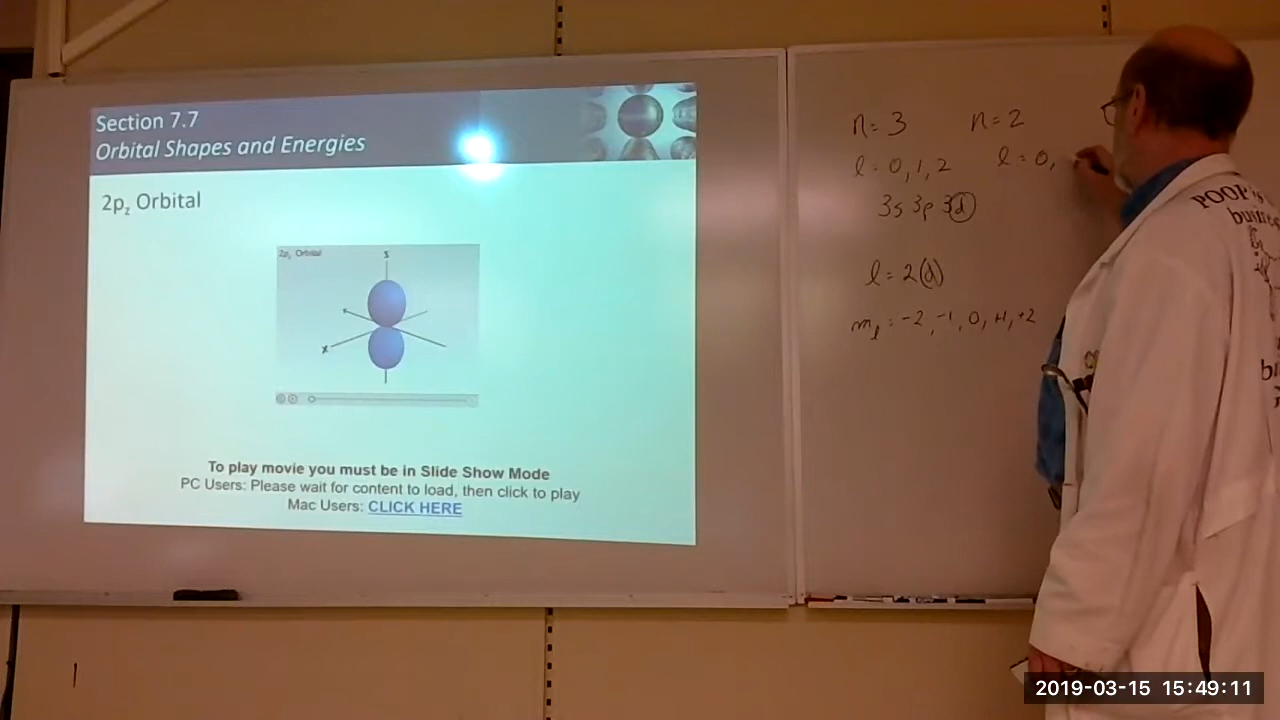 Section 7.7
Orbital Shapes and Energies
2pz Orbital
2pz Orbital
z
x
To play movie you must be in Slide Show Mode
PC Users: Please wait for content to load, then click to play
Mac Users: CLICK HERE
n = 3
l = 0, 1, 2
3s 3p 3d
l = 2 (d)
ml = -2, -1, 0, +1, +2
n = 2
l = 0,
POOP is
2019-03-15 15:49:11